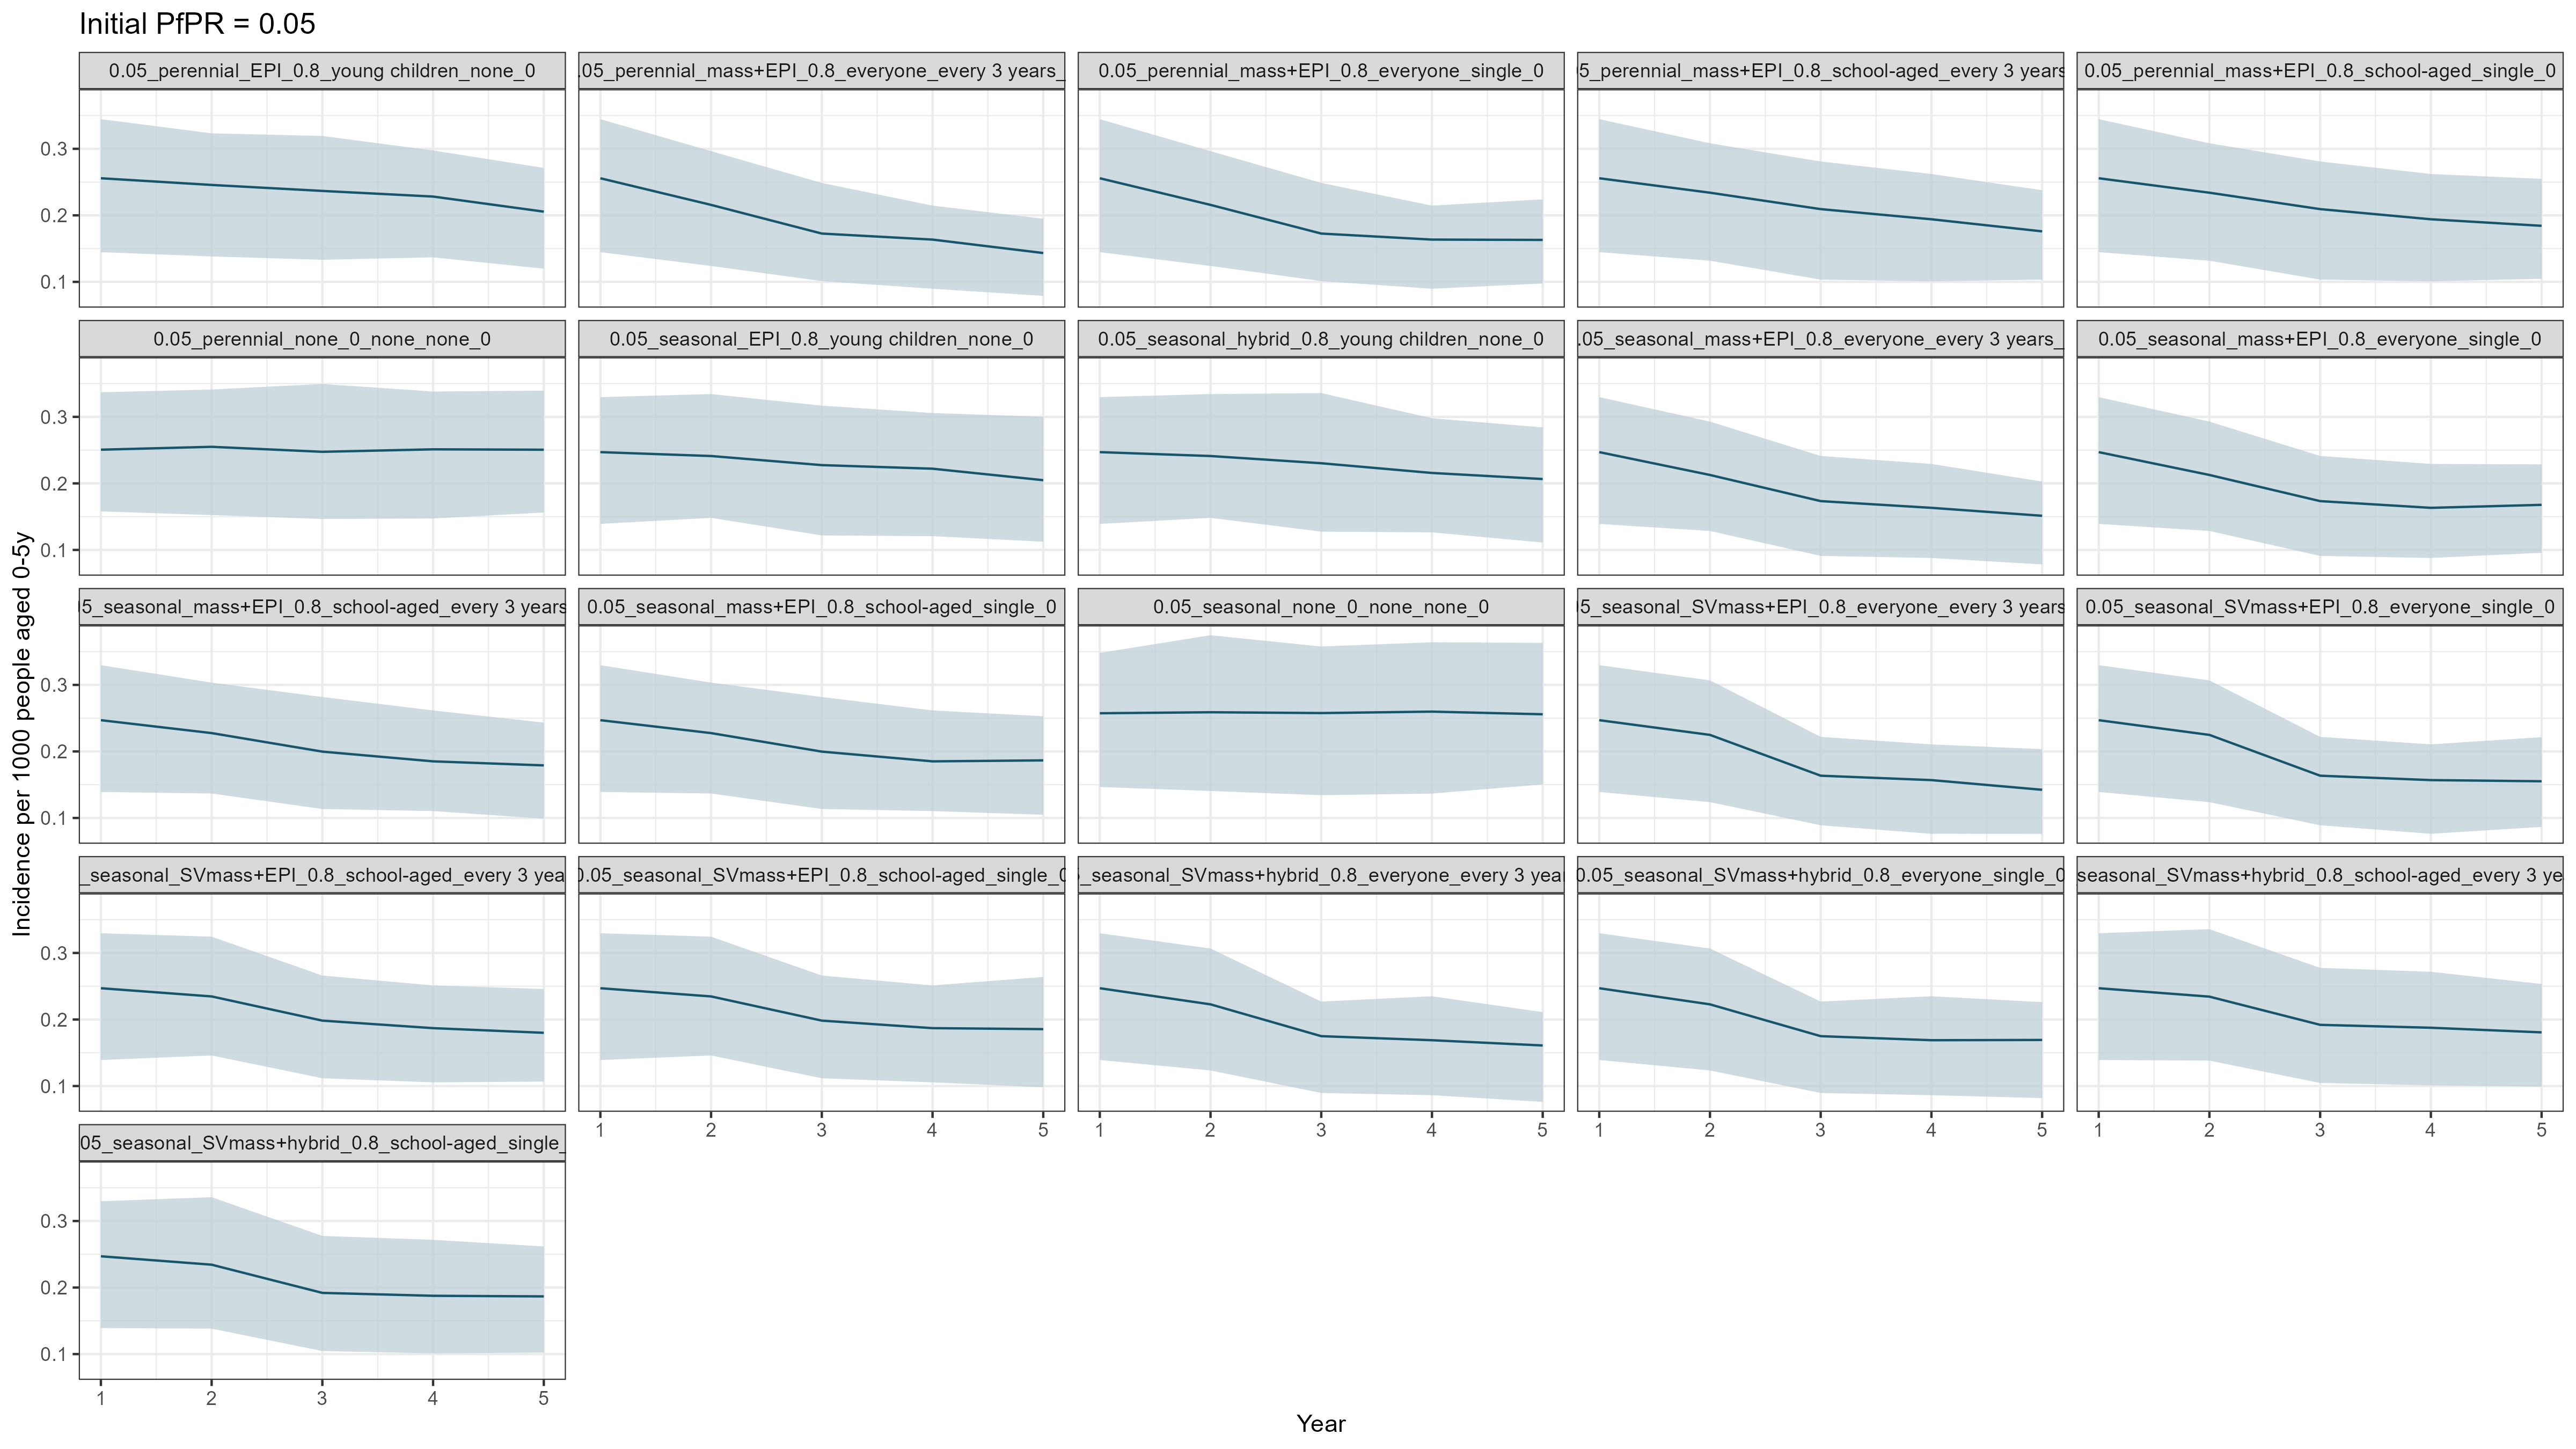 Initial PfPR = 0.05
0.05_perennial_EPI_0.8_young children_none_0
.05_perennial_mass+EPI_0.8_everyone_every 3 years_
0.05_perennial_mass+EPI_0.8_everyone_single_0
5_perennial_mass+EPI_0.8_school-aged_every 3 years
0.05_perennial_mass+EPI_0.8_school-aged_single_0
0.3
0.2
0.1
0.05_perennial_none_0_none_none_0
0.05_seasonal_EPI_0.8_young children_none_0
0.05_seasonal_hybrid_0.8_young children_none_0
.05_seasonal_mass+EPI_0.8_everyone_every 3 years_
0.05_seasonal_mass+EPI_0.8_everyone_single_0
0.3
0.2
0.1
Incidence per 1000 people aged 0-5y
5_seasonal_mass+EPI_0.8_school-aged_every 3 years
0.05_seasonal_mass+EPI_0.8_school-aged_single_0
0.05_seasonal_none_0_none_none_0
5_seasonal_SVmass+EPI_0.8_everyone_every 3 years
0.05_seasonal_SVmass+EPI_0.8_everyone_single_0
0.3
0.2
0.1
_seasonal_SVmass+EPI_0.8_school-aged_every 3 yea
0.05_seasonal_SVmass+EPI_0.8_school-aged_single_0
_seasonal_SVmass+hybrid_0.8_everyone_every 3 year
0.05_seasonal_SVmass+hybrid_0.8_everyone_single_0
seasonal_SVmass+hybrid_0.8_school-aged_every 3 ye
0.3
0.2
0.1
1 2 3 4 5
1 2 3 4 5
1 2 3 4 5
1 2 3 4 5
05_seasonal_SVmass+hybrid_0.8_school-aged_single_
0.3
0.2
0.1
1 2 3 4 5
Year